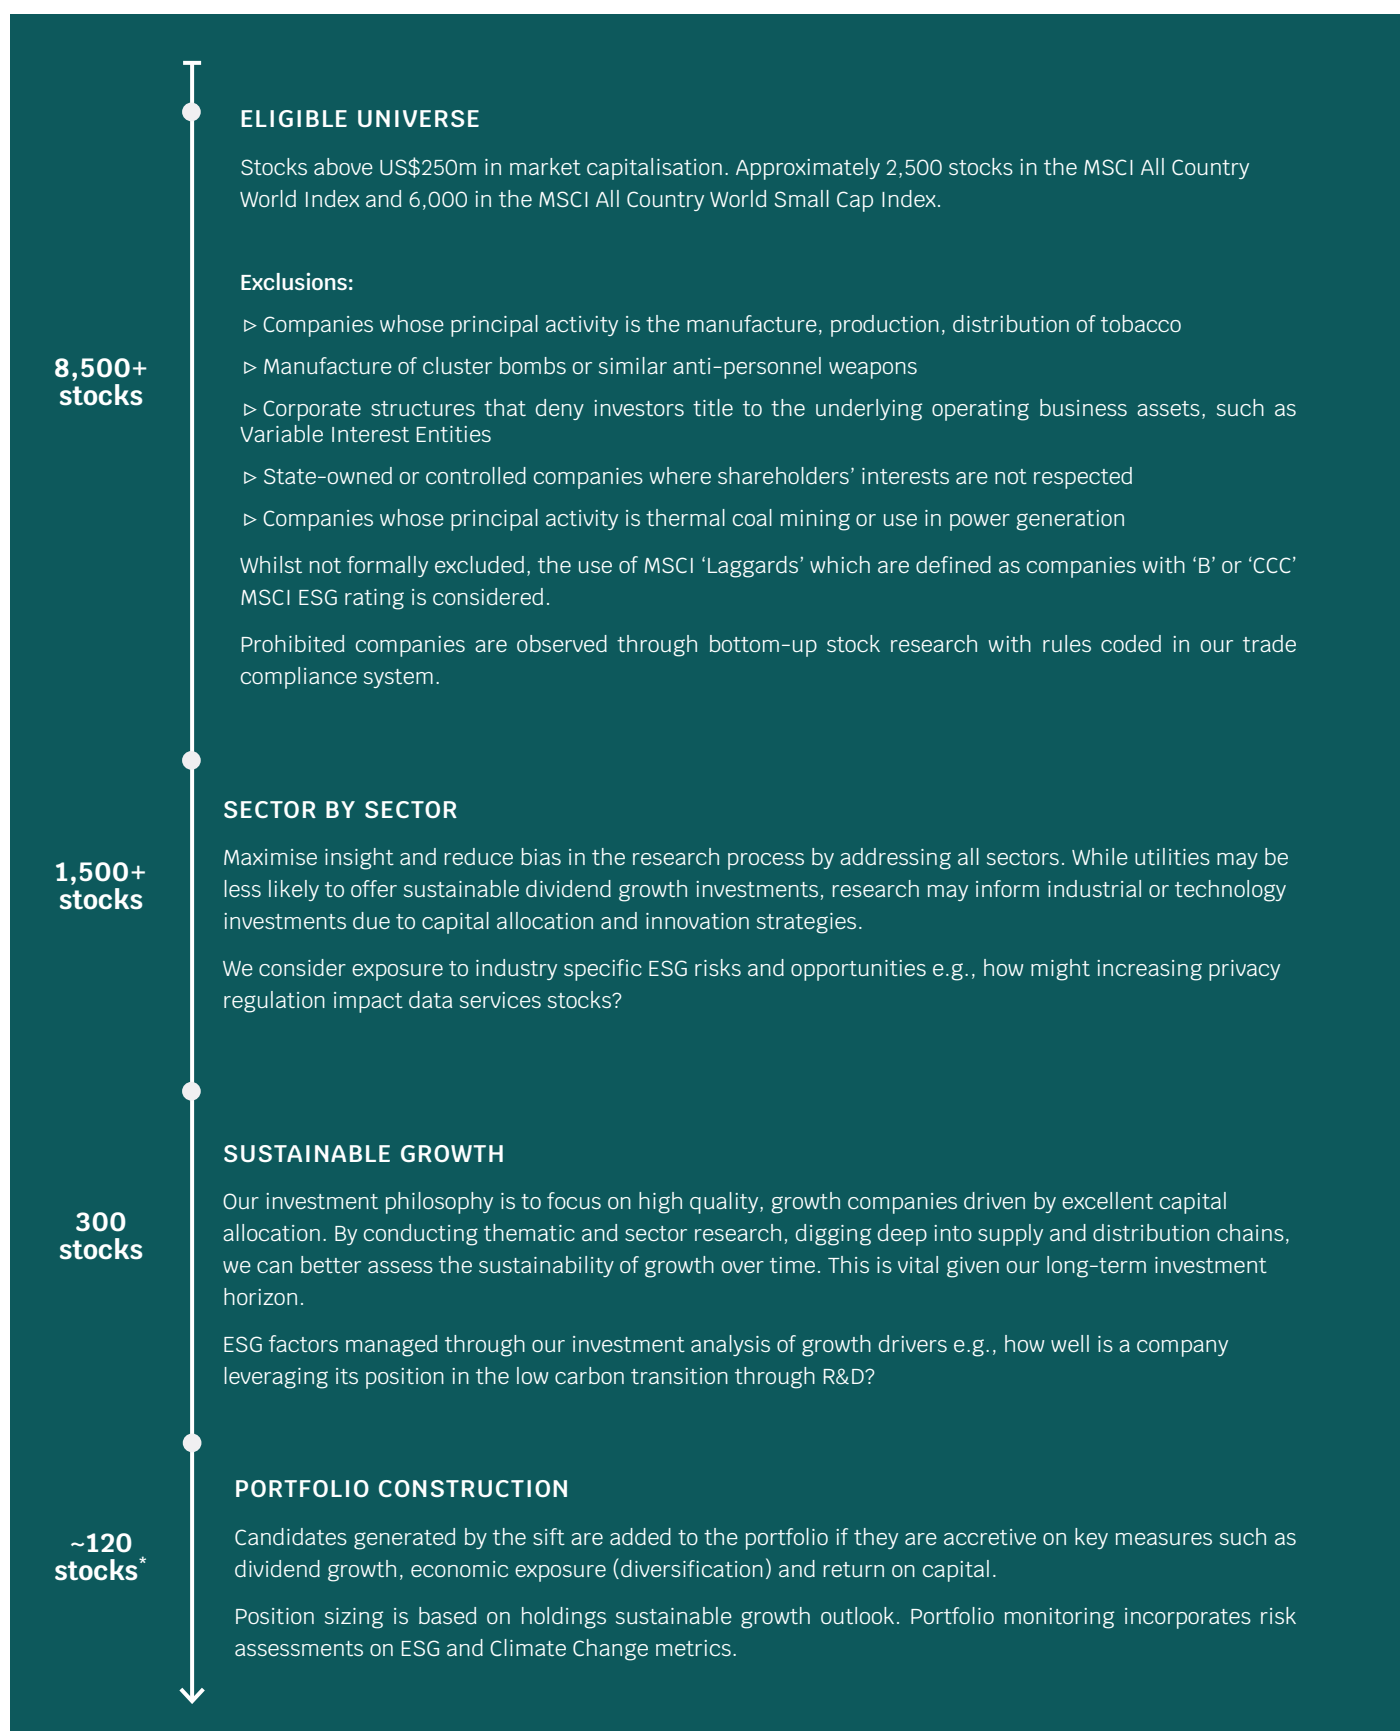 ELIGIBLE UNIVERSE
Stocks above US$250m in market capitalisation. Approximately 2,500 stocks in the MSCI All Country
World Index and 6,000 in the MSCI All Country World Small Cap Index.
8,500+
stocks
Exclusions:
▹ Companies whose principal activity is the manufacture, production, distribution of tobacco
▹ Manufacture of cluster bombs or similar anti-personnel weapons
▹ Corporate structures that deny investors title to the underlying operating business assets, such as
Variable Interest Entities
▹ State-owned or controlled companies where shareholders’ interests are not respected
▹ Companies whose principal activity is thermal coal mining or use in power generation
Whilst not formally excluded, the use of MSCI ‘Laggards’ which are defined as companies with ‘B’ or ‘CCC’
MSCI ESG rating is considered.
Prohibited companies are observed through bottom-up stock research with rules coded in our trade
compliance system.
1,500+
stocks
SECTOR BY SECTOR
Maximise insight and reduce bias in the research process by addressing all sectors. While utilities may be
less likely to offer sustainable dividend growth investments, research may inform industrial or technology
investments due to capital allocation and innovation strategies.
We consider exposure to industry specific ESG risks and opportunities e.g., how might increasing privacy
regulation impact data services stocks?
300
stocks
SUSTAINABLE GROWTH
Our investment philosophy is to focus on high quality, growth companies driven by excellent capital
allocation. By conducting thematic and sector research, digging deep into supply and distribution chains,
we can better assess the sustainability of growth over time. This is vital given our long-term investment
horizon.
ESG factors managed through our investment analysis of growth drivers e.g., how well is a company
leveraging its position in the low carbon transition through R&D?
~120
stocks*
PORTFOLIO CONSTRUCTION
Candidates generated by the sift are added to the portfolio if they are accretive on key measures such as
dividend growth, economic exposure (diversification) and return on capital.
Position sizing is based on holdings sustainable growth outlook. Portfolio monitoring incorporates risk
assessments on ESG and Climate Change metrics.